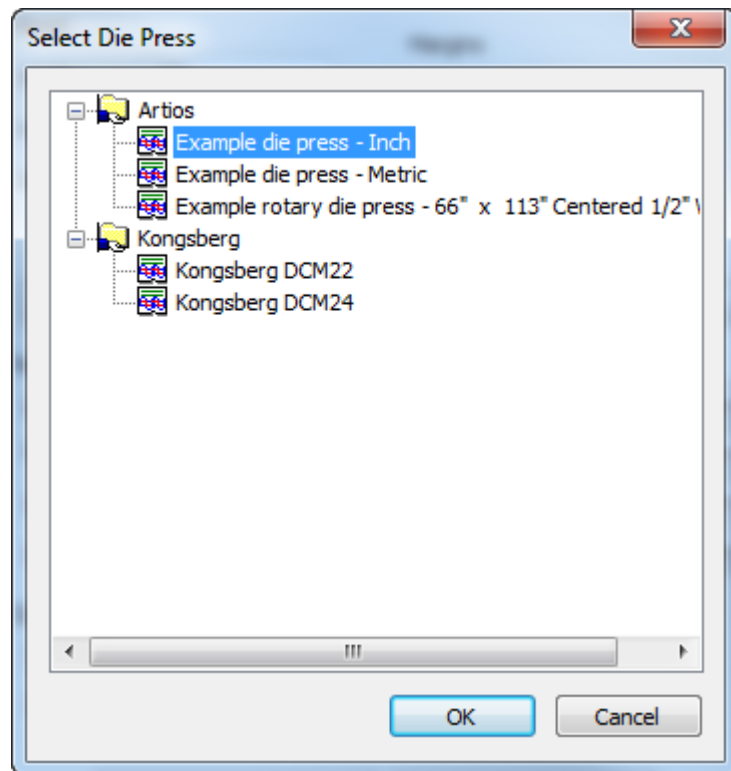 Select Die Press
Artios
Example die press - Inch
Example die press - Metric
Example rotary die press - 66" x 113" Centered 1/2"
Kongsberg
Kongsberg DCM22
Kongsberg DCM24
OK
Cancel